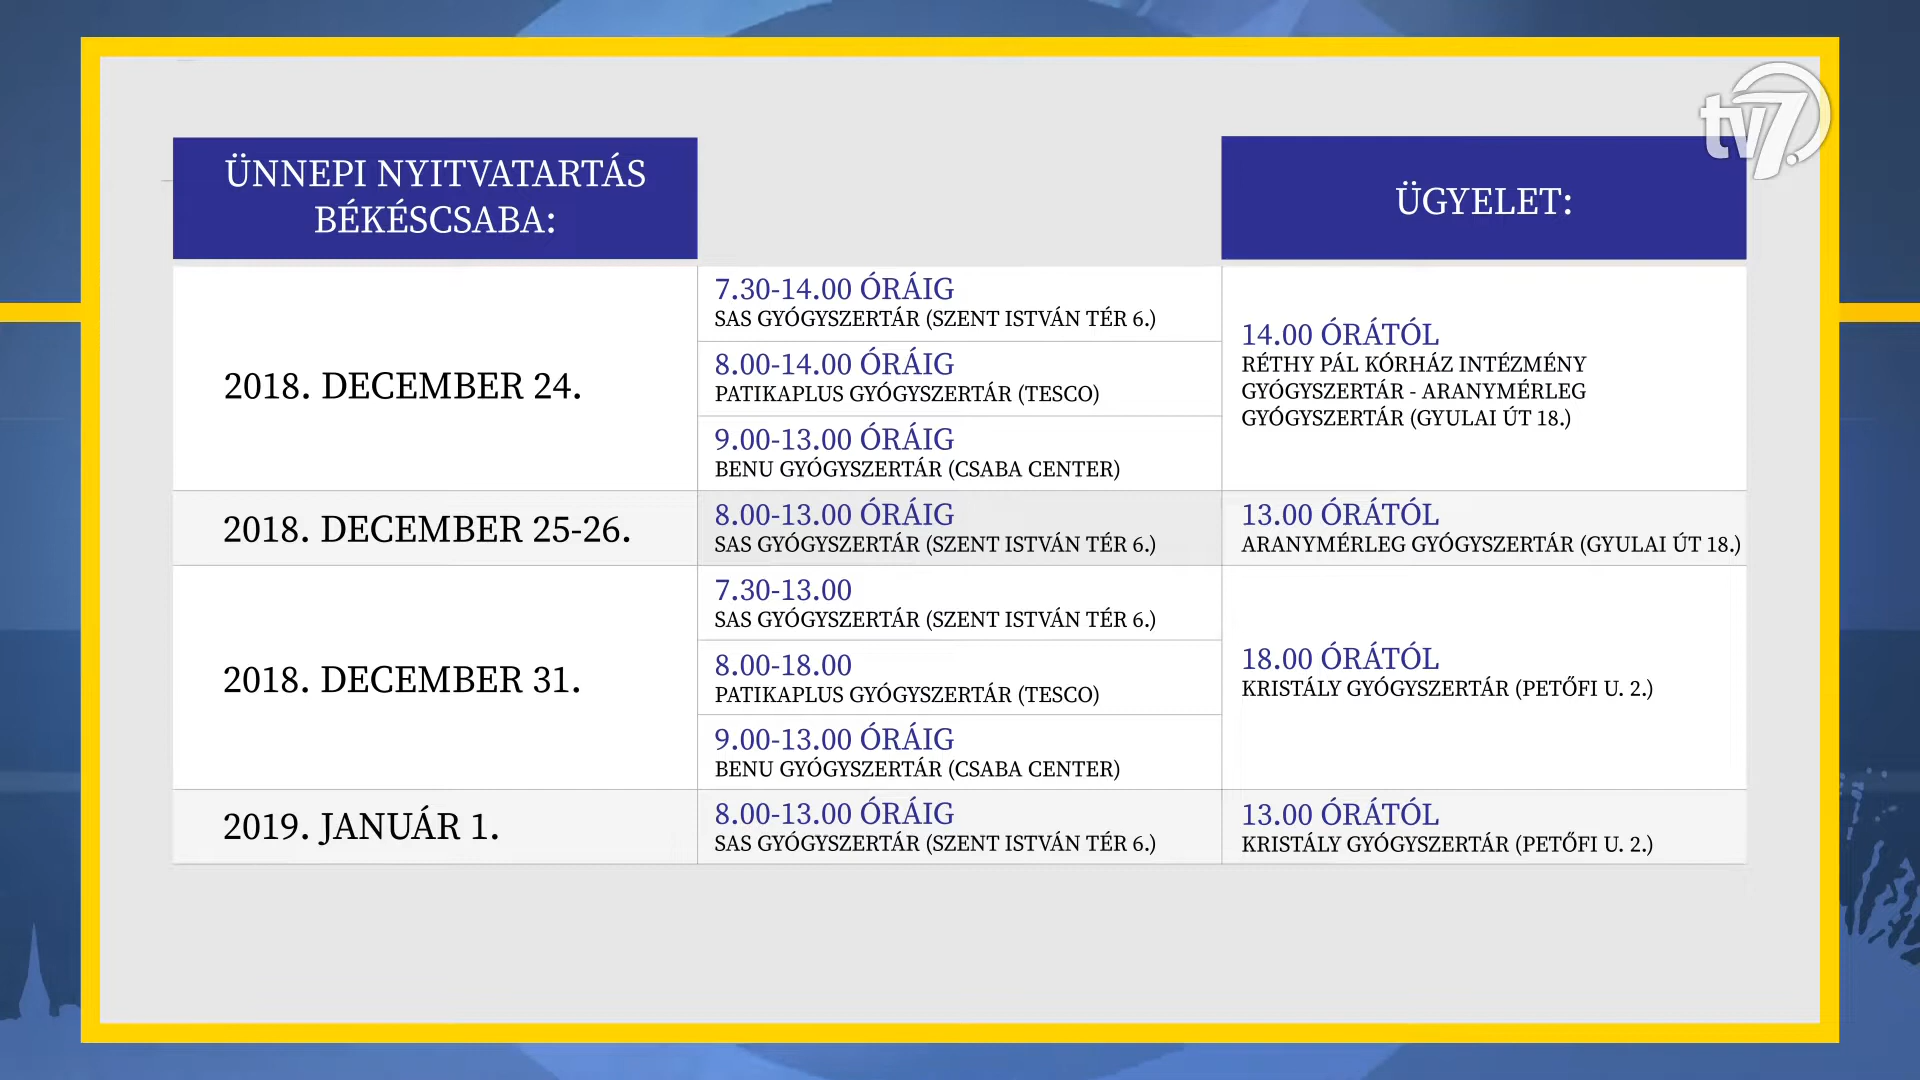 tv7
ÜNNEPI NYITVATARTÁS
BÉKÉSCSABA:
ÜGYELET:
2018. DECEMBER 24.
7.30-14.00 ÓRÁIG
SAS GYÓGYSZERTÁR (SZENT ISTVÁN TÉR 6.)
8.00-14.00 ÓRÁIG
PATIKAPLUS GYÓGYSZERTÁR (TESCO)
9.00-13.00 ÓRÁIG
BENU GYÓGYSZERTÁR (CSABA CENTER)
14.00 ÓRÁTÓL
RÉTHY PÁL KÓRHÁZ INTÉZMÉNY
GYÓGYSZERTÁR - ARANYMÉRLEG
GYÓGYSZERTÁR (GYULAI ÚT 18.)
2018. DECEMBER 25-26.
8.00-13.00 ÓRÁIG
SAS GYÓGYSZERTÁR (SZENT ISTVÁN TÉR 6.)
13.00 ÓRÁTÓL
ARANYMÉRLEG GYÓGYSZERTÁR (GYULAI ÚT 18.)
2018. DECEMBER 31.
7.30-13.00
SAS GYÓGYSZERTÁR (SZENT ISTVÁN TÉR 6.)
8.00-18.00
PATIKAPLUS GYÓGYSZERTÁR (TESCO)
9.00-13.00 ÓRÁIG
BENU GYÓGYSZERTÁR (CSABA CENTER)
18.00 ÓRÁTÓL
KRISTÁLY GYÓGYSZERTÁR (PETŐFI U. 2.)
2019. JANUÁR 1.
8.00-13.00 ÓRÁIG
SAS GYÓGYSZERTÁR (SZENT ISTVÁN TÉR 6.)
13.00 ÓRÁTÓL
KRISTÁLY GYÓGYSZERTÁR (PETŐFI U. 2.)